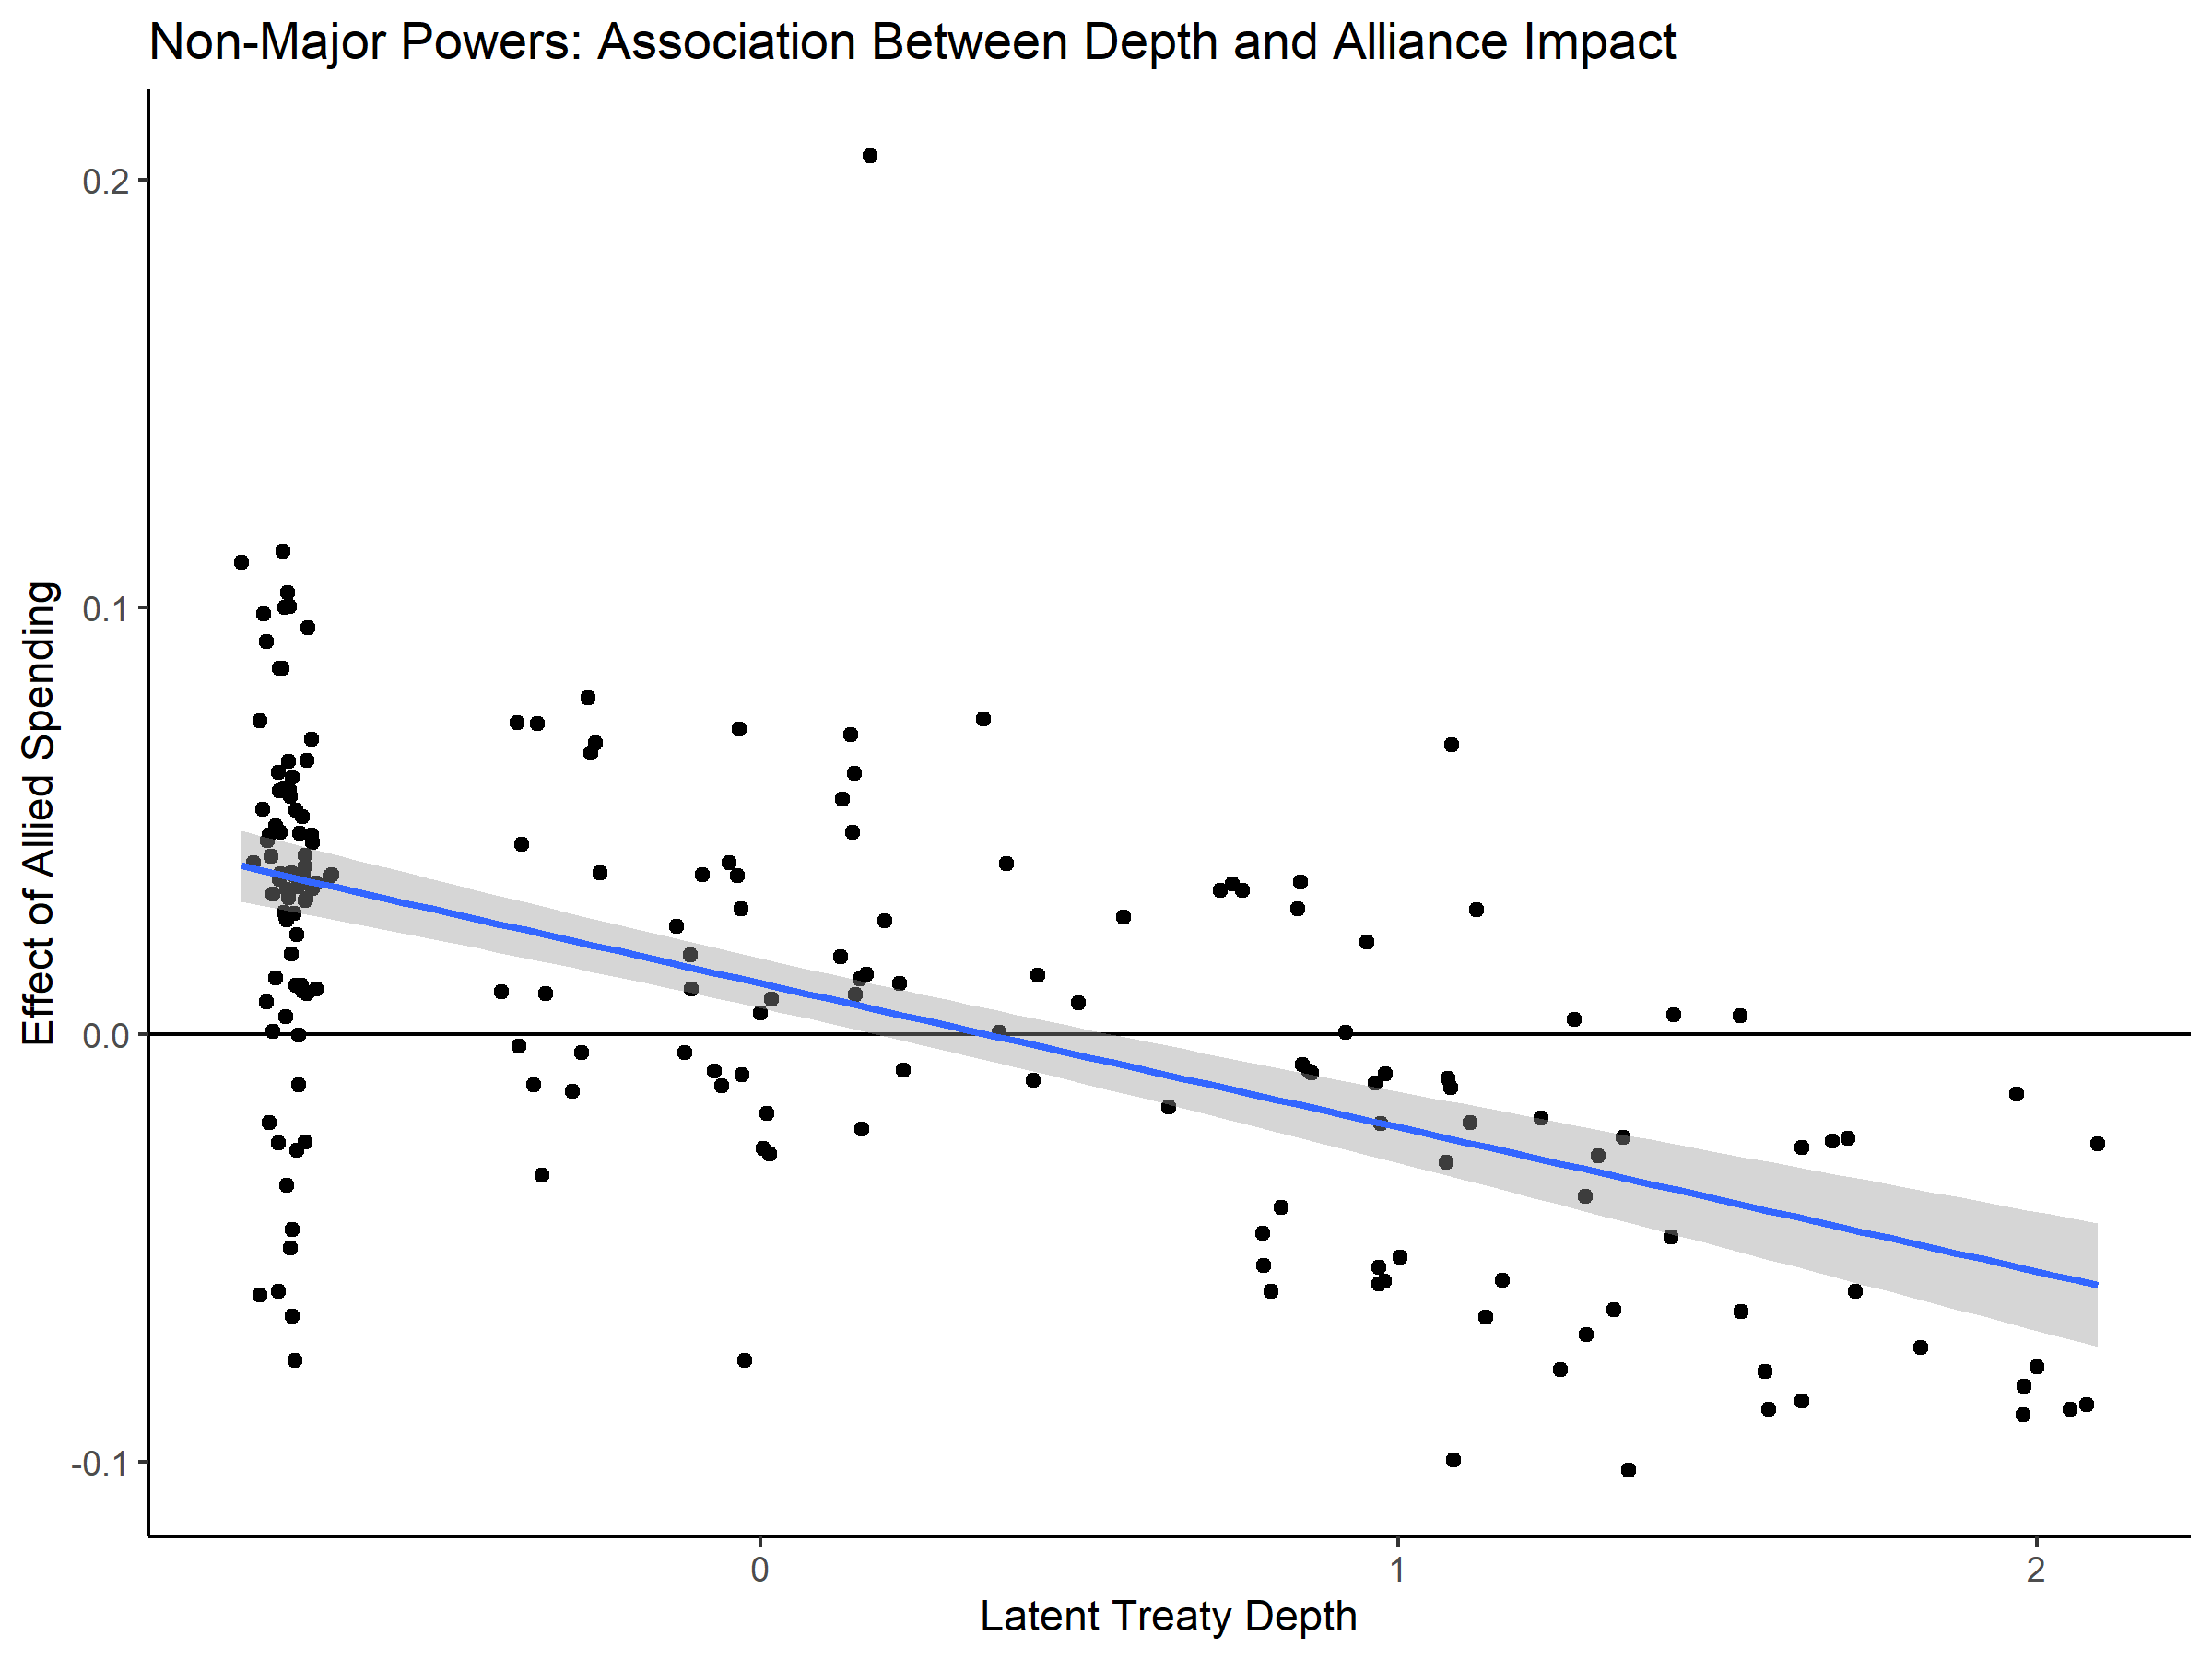 Non-Major Powers: Association Between Depth and Alliance Impact
Effect of Allied Spending
0.2
0.1
0.0
-0.1
0
1
2
Latent Treaty Depth